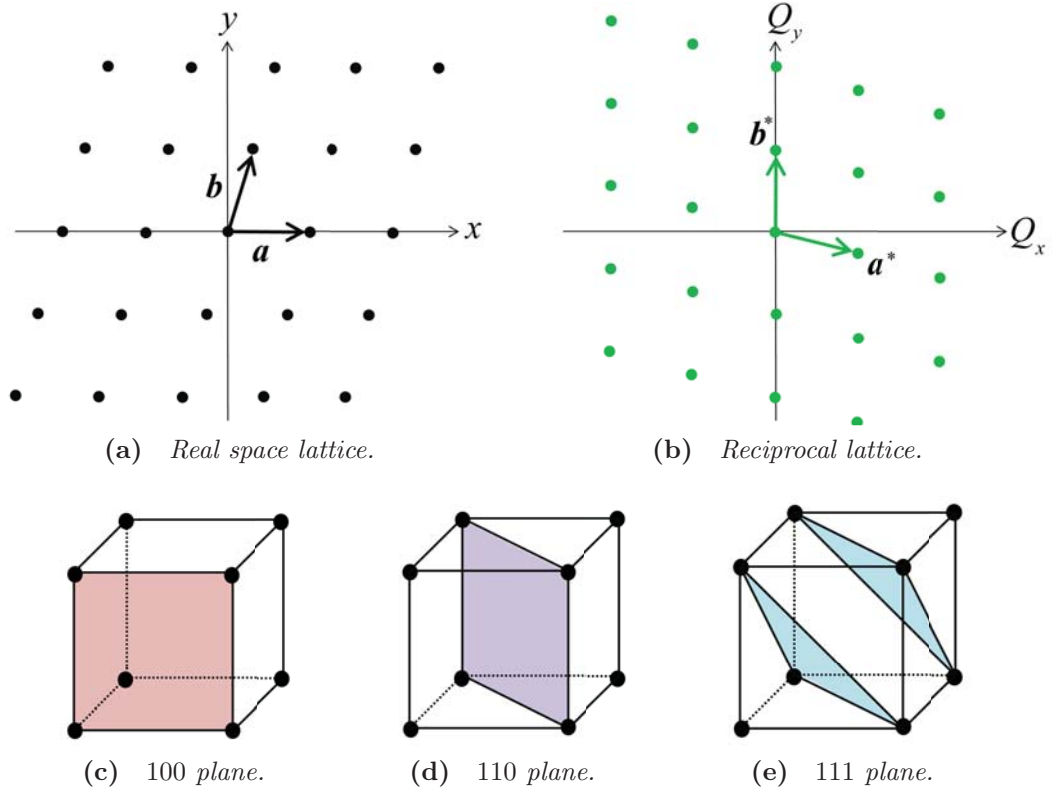 y
x
b
a
(a) Real space lattice.
Q_y
Q_x
b*
a*
(b) Reciprocal lattice.
(c) 100 plane.
(d) 110 plane.
(e) 111 plane.